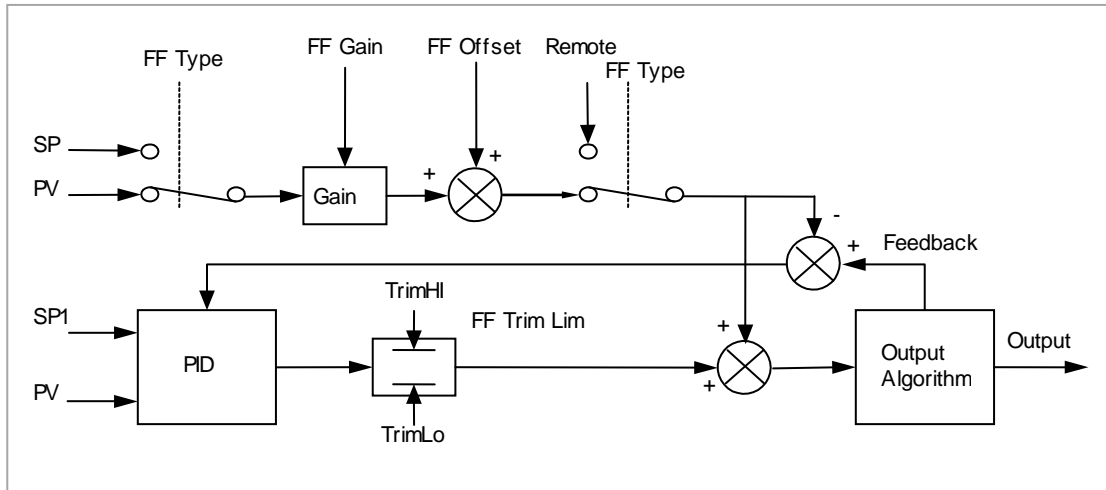 FF Gain
FF Offset
Remote
FF Type
FF Type
SP
+
PV
+
Gain
-
+
Feedback
TrimHI
SP1
FF Trim Lim
+
Output
PID
Output
Algorithm
+
PV
TrimLo